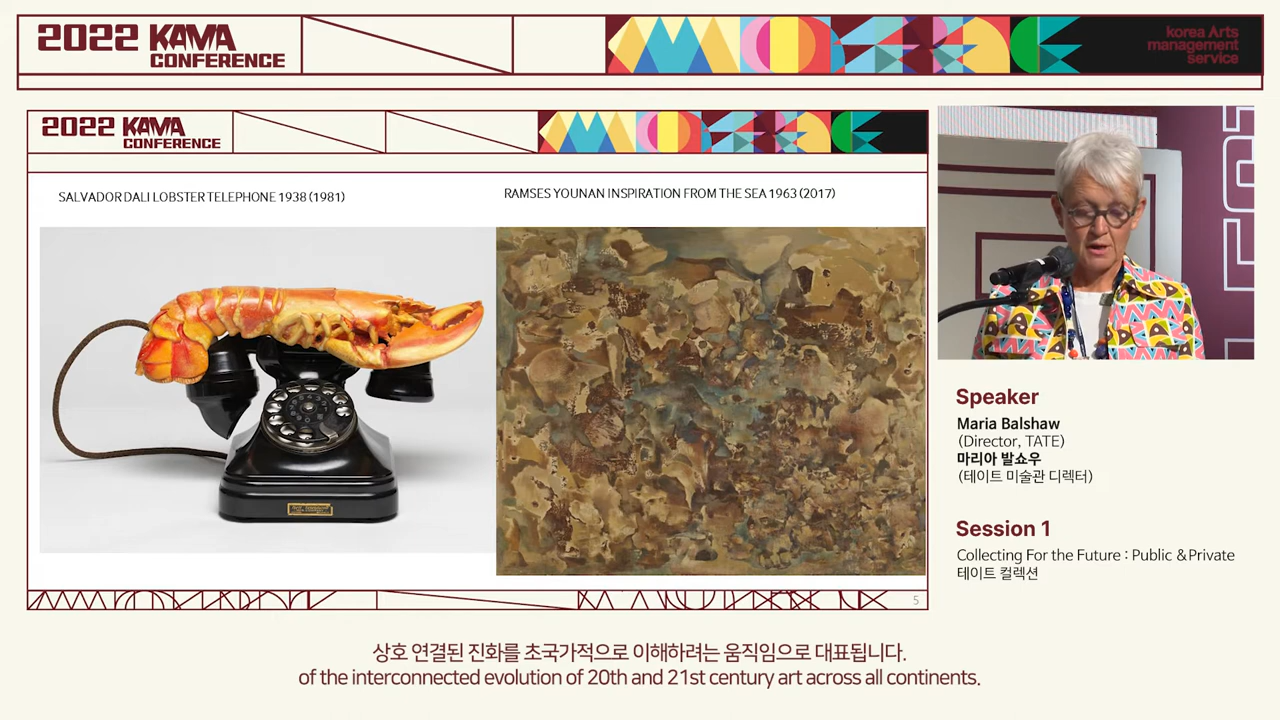 2022 KAMA
CONFERENCE
korea Arts
management
service
2022 KAMA
CONFERENCE
SALVADOR DALI LOBSTER TELEPHONE 1938 (1981)
RAMSES YOUNAN INSPIRATION FROM THE SEA 1963 (2017)
5
Speaker
Maria Balshaw
(Director, TATE)
마리아 발쇼우
(테이트 미술관 디렉터)
Session 1
Collecting For the Future : Public & Private
테이트 컬렉션
상호 연결된 진화를 초국가적으로 이해하려는 움직임으로 대표됩니다.
of the interconnected evolution of 20th and 21st century art across all continents.